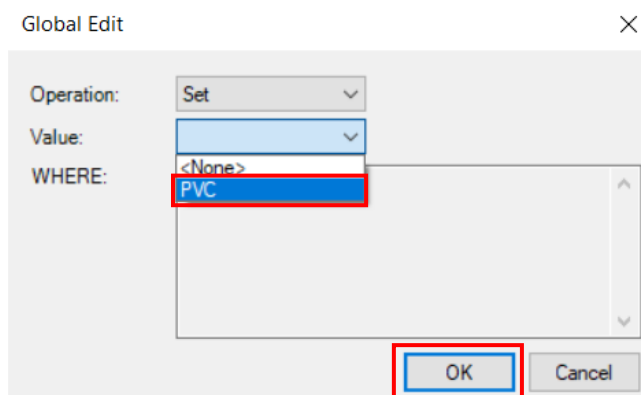 Global Edit
Operation: Set
Value:
WHERE: <None>
PVC
OK Cancel